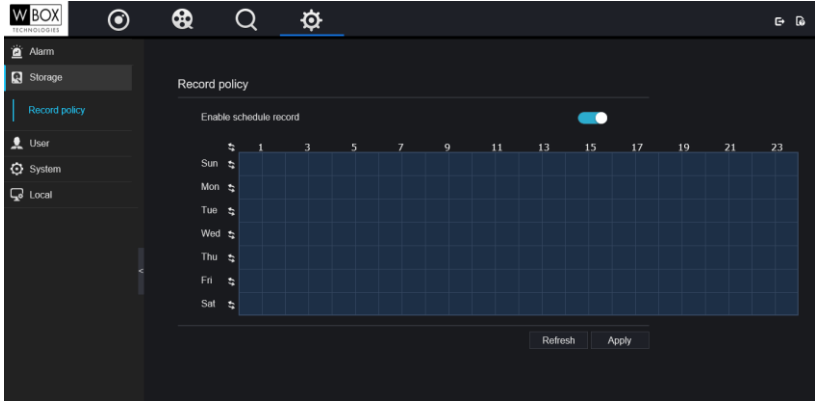 W BOX
TECHNOLOGIES
Alarm
Storage
Record policy
User
System
Local
<
Record policy
Enable schedule record
1 3 5 7 9 11 13 15 17 19 21 23
Sun
Mon
Tue
Wed
Thu
Fri
Sat
Refresh Apply